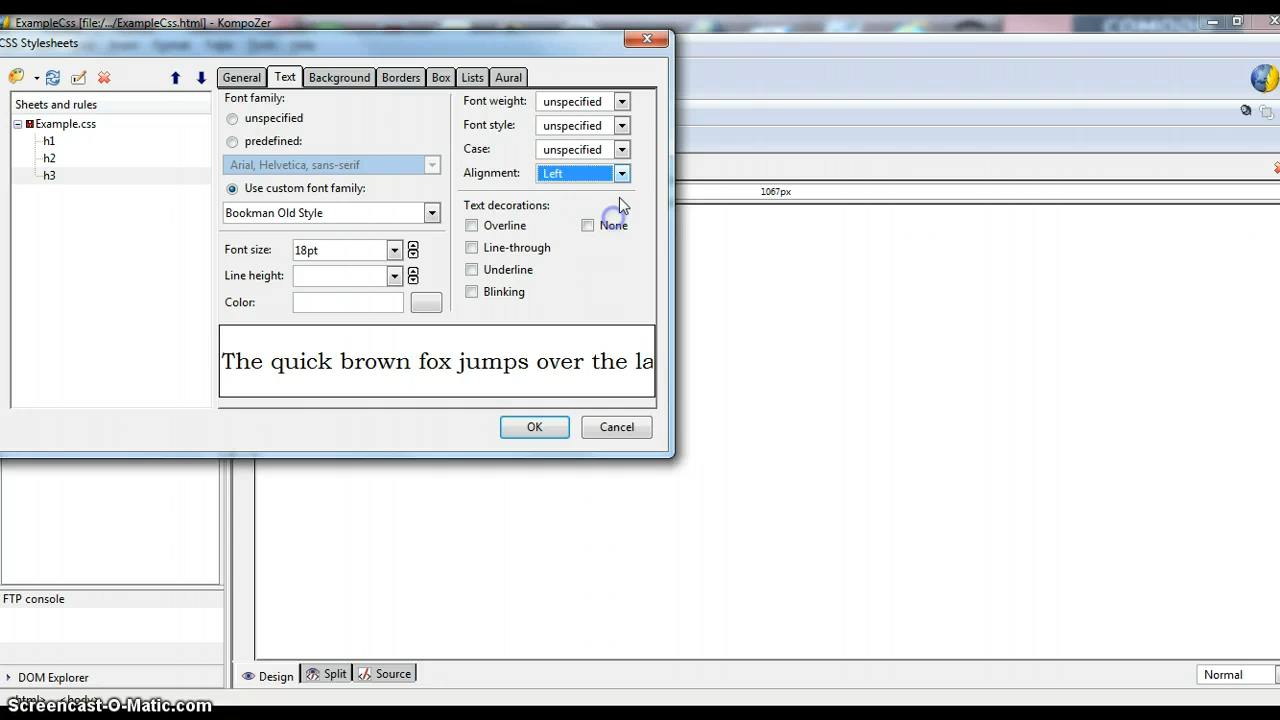 ExampleCss [file:/.../ExampleCss.html] - KompoZer
CSS Stylesheets
Sheets and rules
Example.css
h1
h2
h3
General
Text
Background
Borders
Box
Lists
Aural
Font family:
unspecified
predefined:
Arial, Helvetica, sans-serif
Use custom font family:
Bookman Old Style
Font size:
18pt
Line height:
Color:
Font weight:
unspecified
Font style:
unspecified
Case:
unspecified
Alignment:
Left
Text decorations:
Overline
None
Line-through
Underline
Blinking
The quick brown fox jumps over the la
OK
Cancel
1067px
FTP console
DOM Explorer
Design
Split
Source
Normal
<html> <body>
Screencast-O-Matic.com